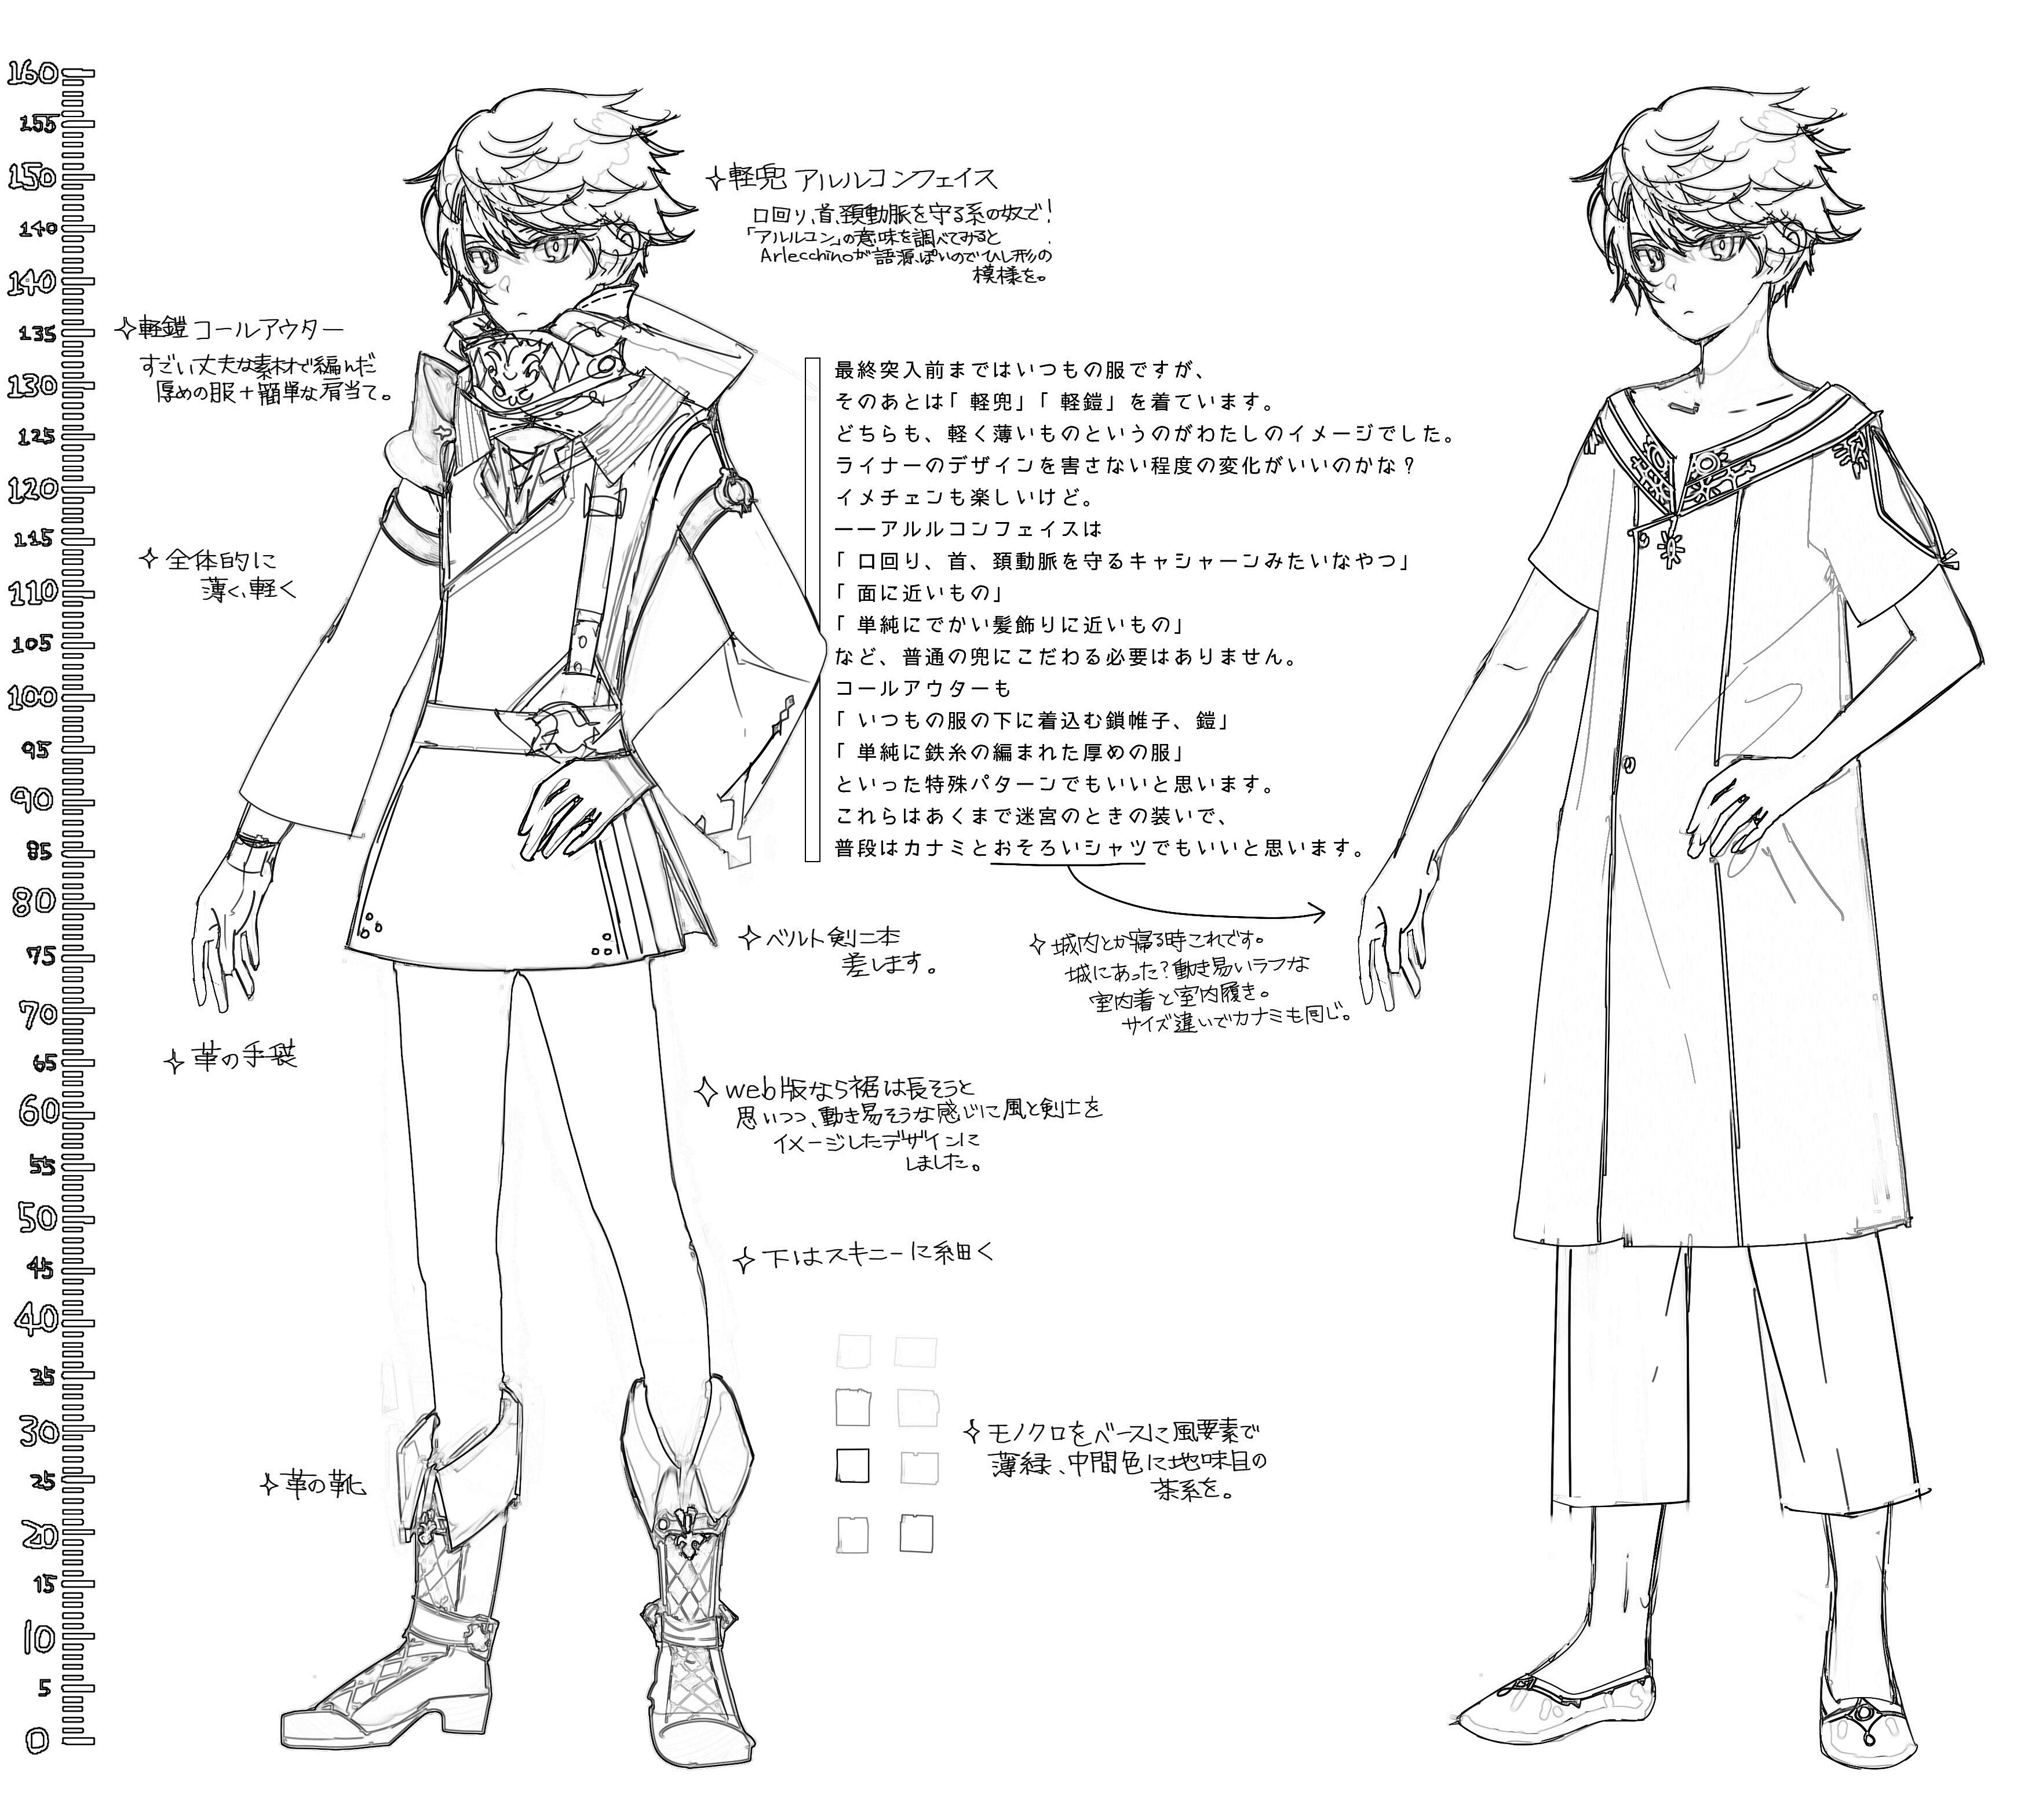 160
155
150
140
140
135
130
125
120
115
110
105
100
95
90
85
80
75
70
65
60
55
50
45
40
35
30
25
20
15
10
5
0
✧軽兜 アルルコンフェイス
口回り、首、頚動脈を守る系の奴で!
「アルルコン」の意味を調べてみると
Arlecchinoが語源ぽいのでひし形の
模様を。
✧軽鎧 コールアウター
すごい丈夫な素材で編んだ
厚めの服+簡単な肩当て。
✧全体的に
薄く、軽く
最終突入前まではいつもの服ですが、
そのあとは「軽兜」「軽鎧」を着ています。
どちらも、軽く薄いものというのがわたしのイメージでした。
ライナーのデザインを害さない程度の変化がいいのかな?
イメチェンも楽しいけど。
――アルルコンフェイスは
「口回り、首、頚動脈を守るキャシャーンみたいなやつ」
「面に近いもの」
「単純にでかい髪飾りに近いもの」
など、普通の兜にこだわる必要はありません。
コールアウターも
「いつもの服の下に着込む鎖帷子、鎧」
「単純に鉄糸の編まれた厚めの服」
といった特殊パターンでもいいと思います。
これらはあくまで迷宮のときの装いで、
普段はカナミとおそろいシャツでもいいと思います。
✧ベルト剣二本
差します。
✧城内とか寝る時これです。
城にあった?動き易いラフな
室内着と室内履き。
サイズ違いでカナミも同じ。
✧革の手袋
✧web版なら裾は長そうと
思いつつ、動き易そうな感じに風と剣士を
イメージしたデザインに
しました。
✧下はスキニーに細く
✧革の靴
✧モノクロをベースに風要素で
薄緑、中間色に地味目の
茶系を。